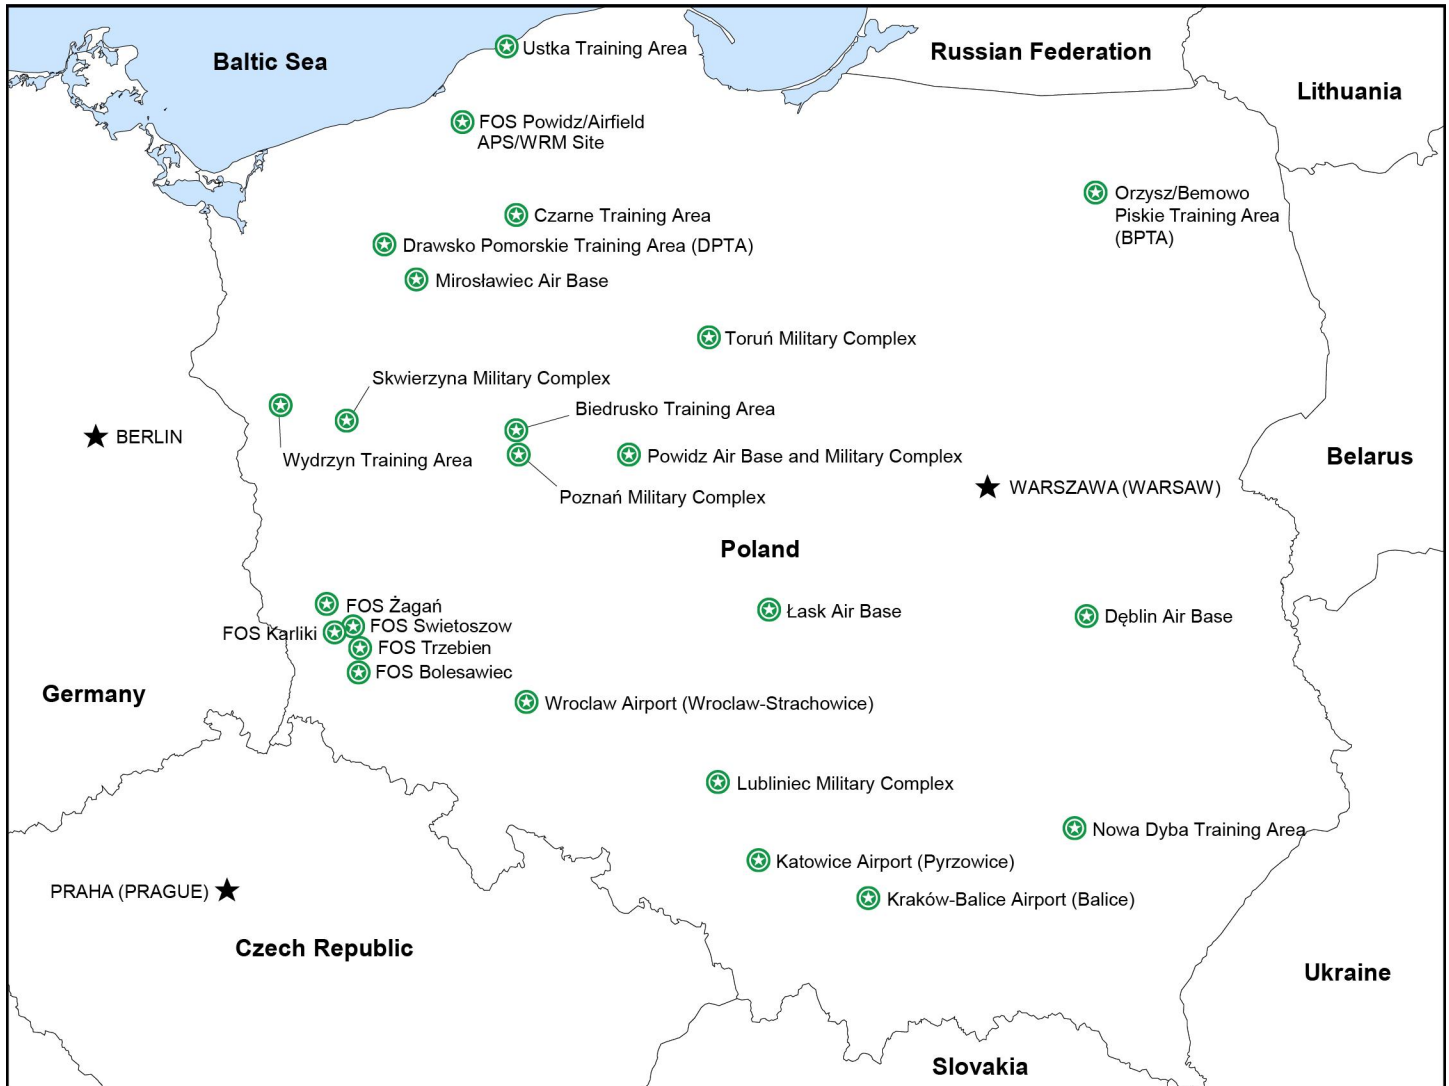 Ustka Training Area
Baltic Sea
Russian Federation
Lithuania
FOS Powidz/Airfield
APS/WRM Site
Orzysz/Bemowo
Piskie Training Area
(BPTA)
Czarne Training Area
Drawsko Pomorskie Training Area (DPTA)
Mirosławiec Air Base
Toruń Military Complex
Skwierzyna Military Complex
Biedrusko Training Area
BERLIN
Wydrzyn Training Area
Powidz Air Base and Military Complex
Belarus
WARSZAWA (WARSAW)
Poznań Military Complex
Poland
FOS Żagań
FOS Swietoszow
FOS Karliki
FOS Trzebien
FOS Bolesawiec
Łask Air Base
Dęblin Air Base
Germany
Wroclaw Airport (Wroclaw-Strachowice)
Lubliniec Military Complex
Nowa Dyba Training Area
Katowice Airport (Pyrzowice)
PRAHA (PRAGUE)
Kraków-Balice Airport (Balice)
Czech Republic
Ukraine
Slovakia